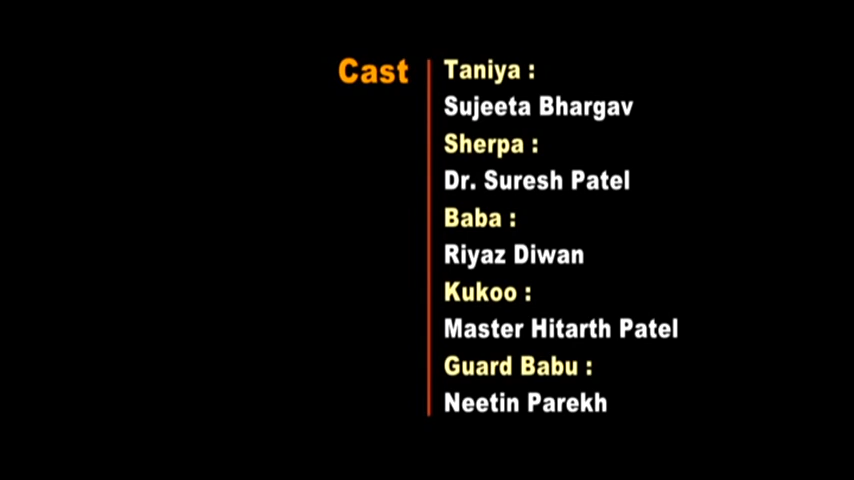 Cast
Taniya :
Sujeeta Bhargav
Sherpa :
Dr. Suresh Patel
Baba :
Riyaz Diwan
Kukoo :
Master Hitarth Patel
Guard Babu :
Neetin Parekh